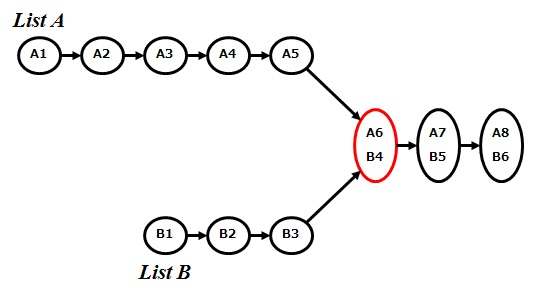 List A
A1 A2 A3 A4 A5
A6 A7 A8
B4 B5 B6
B1 B2 B3
List B